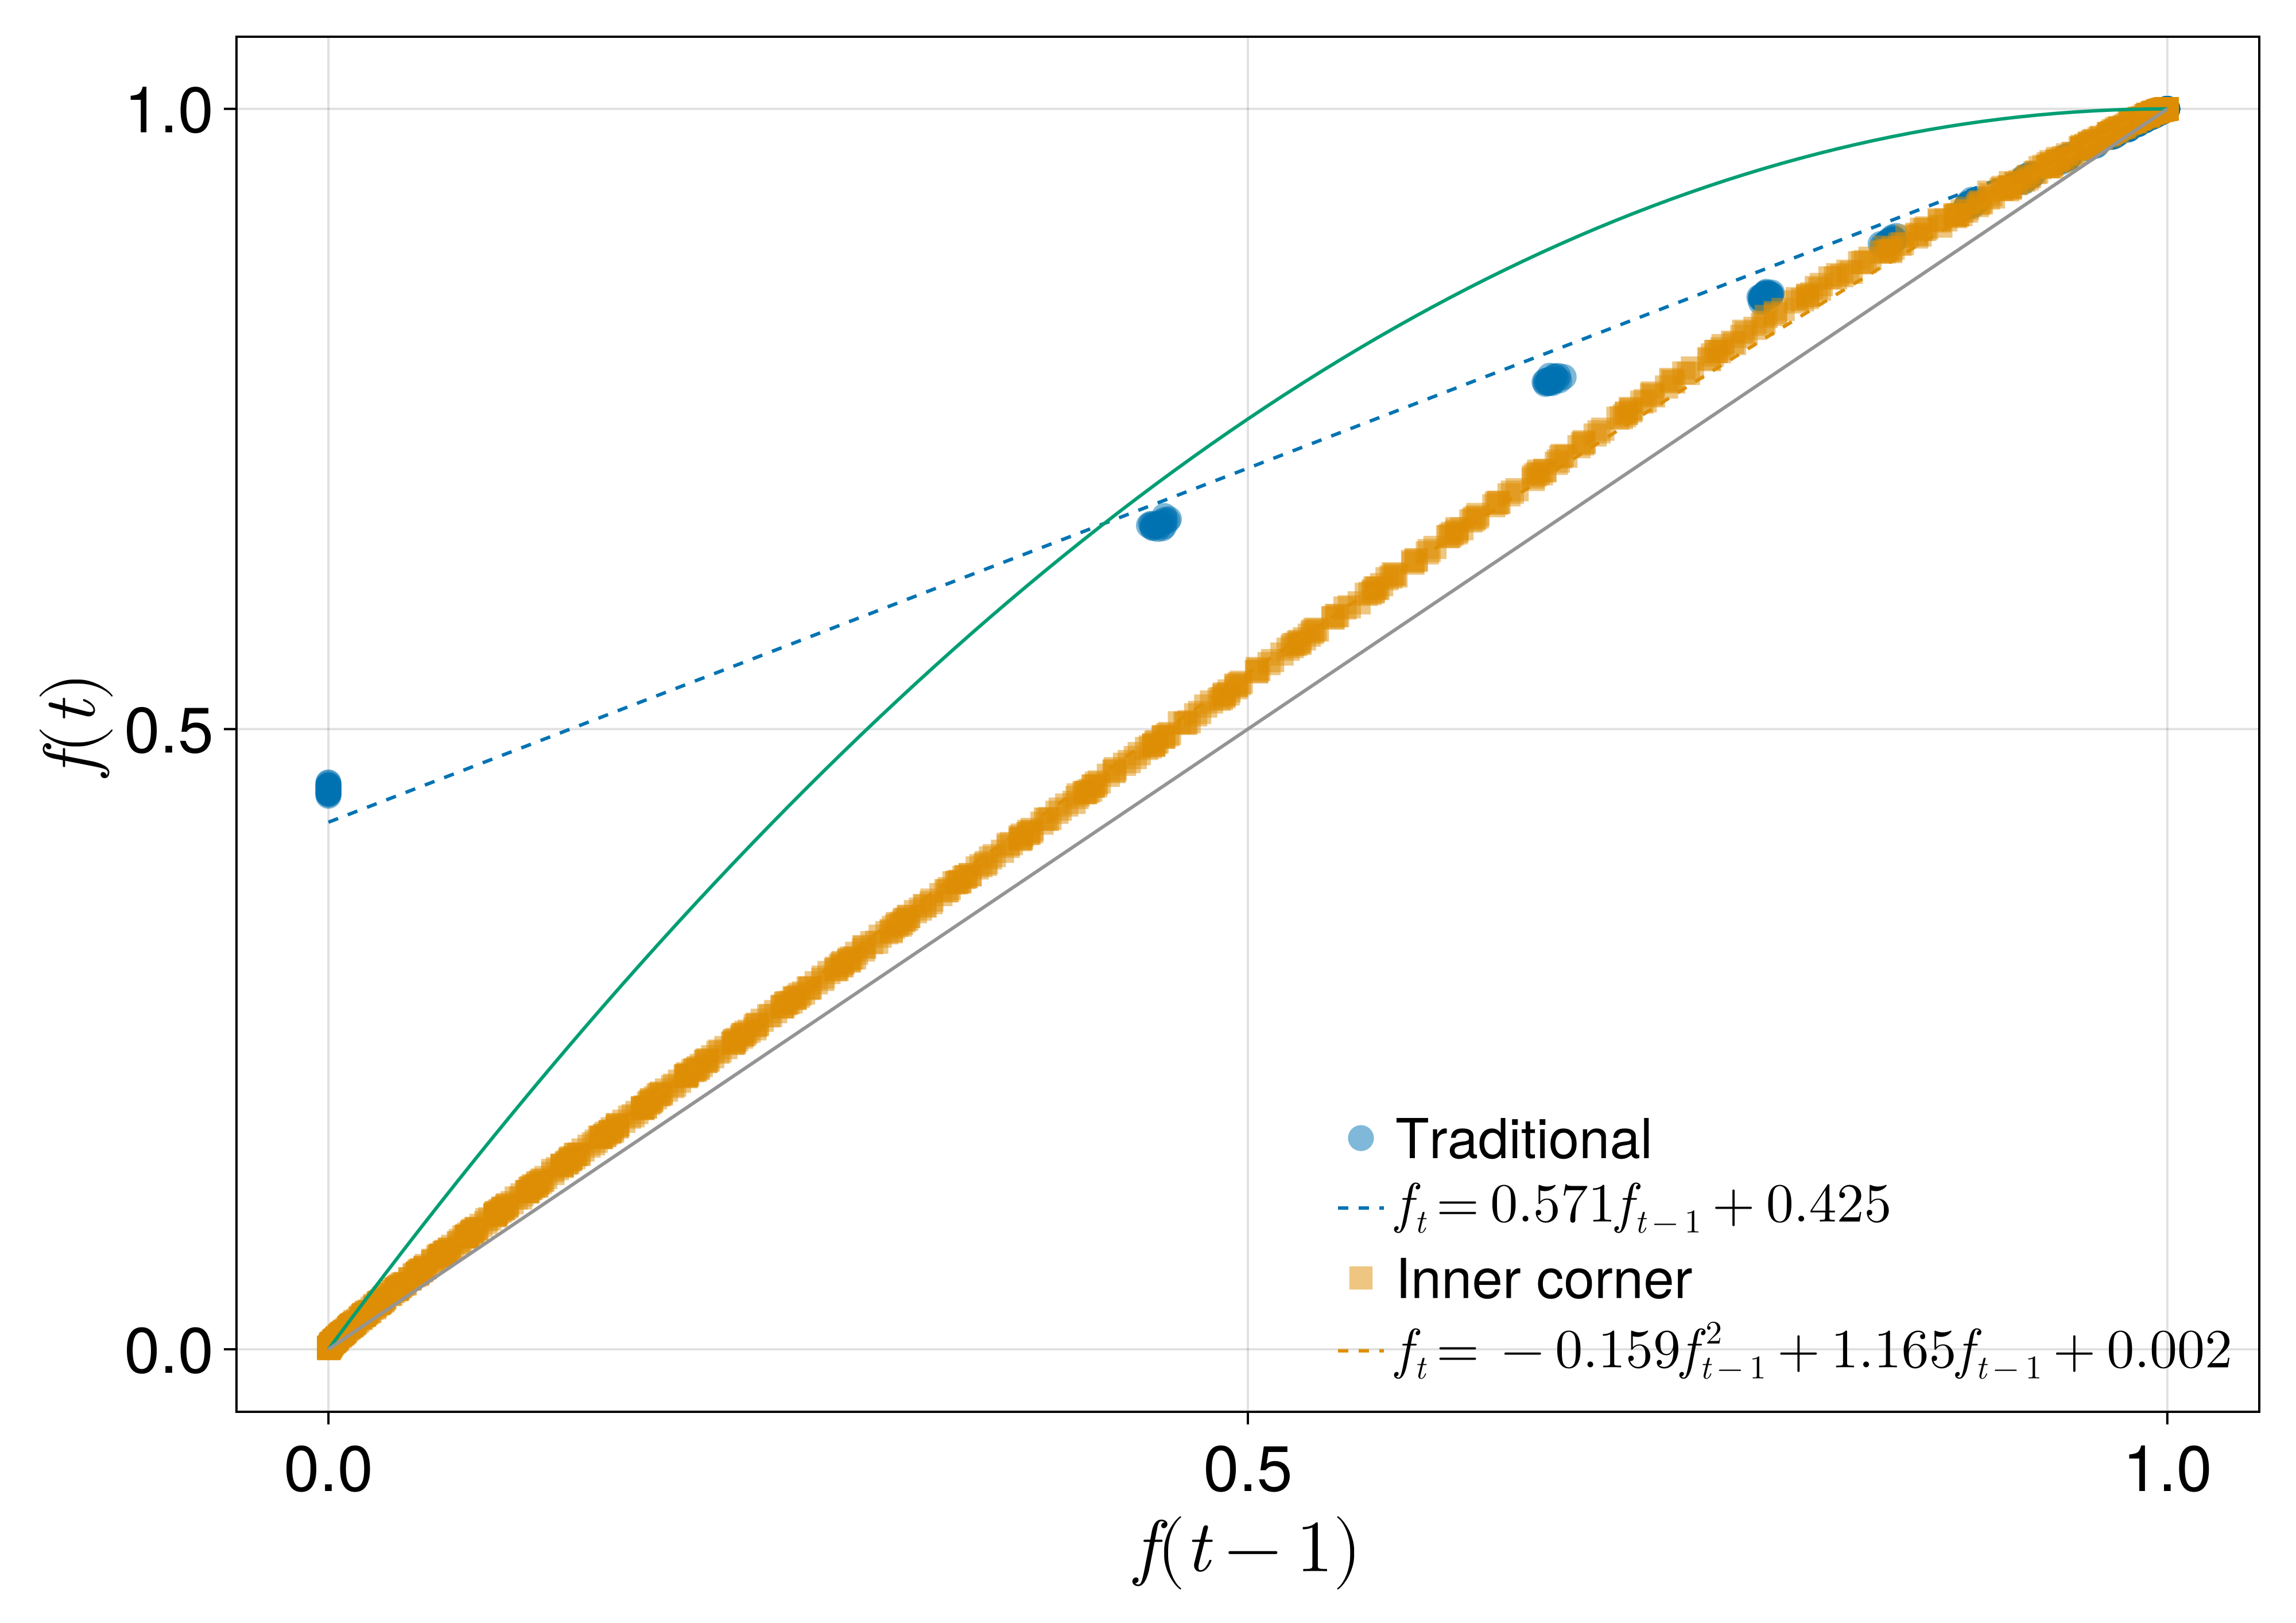 1.0
0.5
0.0
f(t)
Traditional
f_t = 0.571f_{t-1} + 0.425
Inner corner
f_t = -0.159f_{t-1}^2 + 1.165f_{t-1} + 0.002
0.0 0.5 1.0
f(t-1)